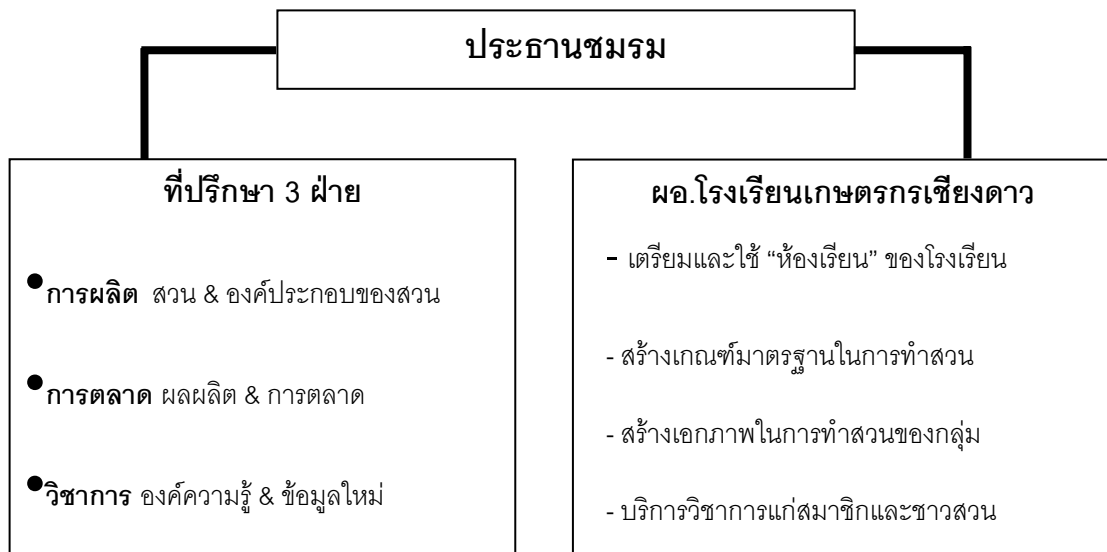 ประธานชมรม
ที่ปรึกษา 3 ฝ่าย
●การผลิต สวน & องค์ประกอบของสวน
●การตลาด ผลผลิต & การตลาด
●วิชาการ องค์ความรู้ & ข้อมูลใหม่
ผอ.โรงเรียนเกษตรกรเชียงดาว
- เตรียมและใช้ “ห้องเรียน” ของโรงเรียน
- สร้างเกณฑ์มาตรฐานในการทำสวน
- สร้างเอกภาพในการทำสวนของกลุ่ม
- บริการวิชาการแก่สมาชิกและชาวสวน